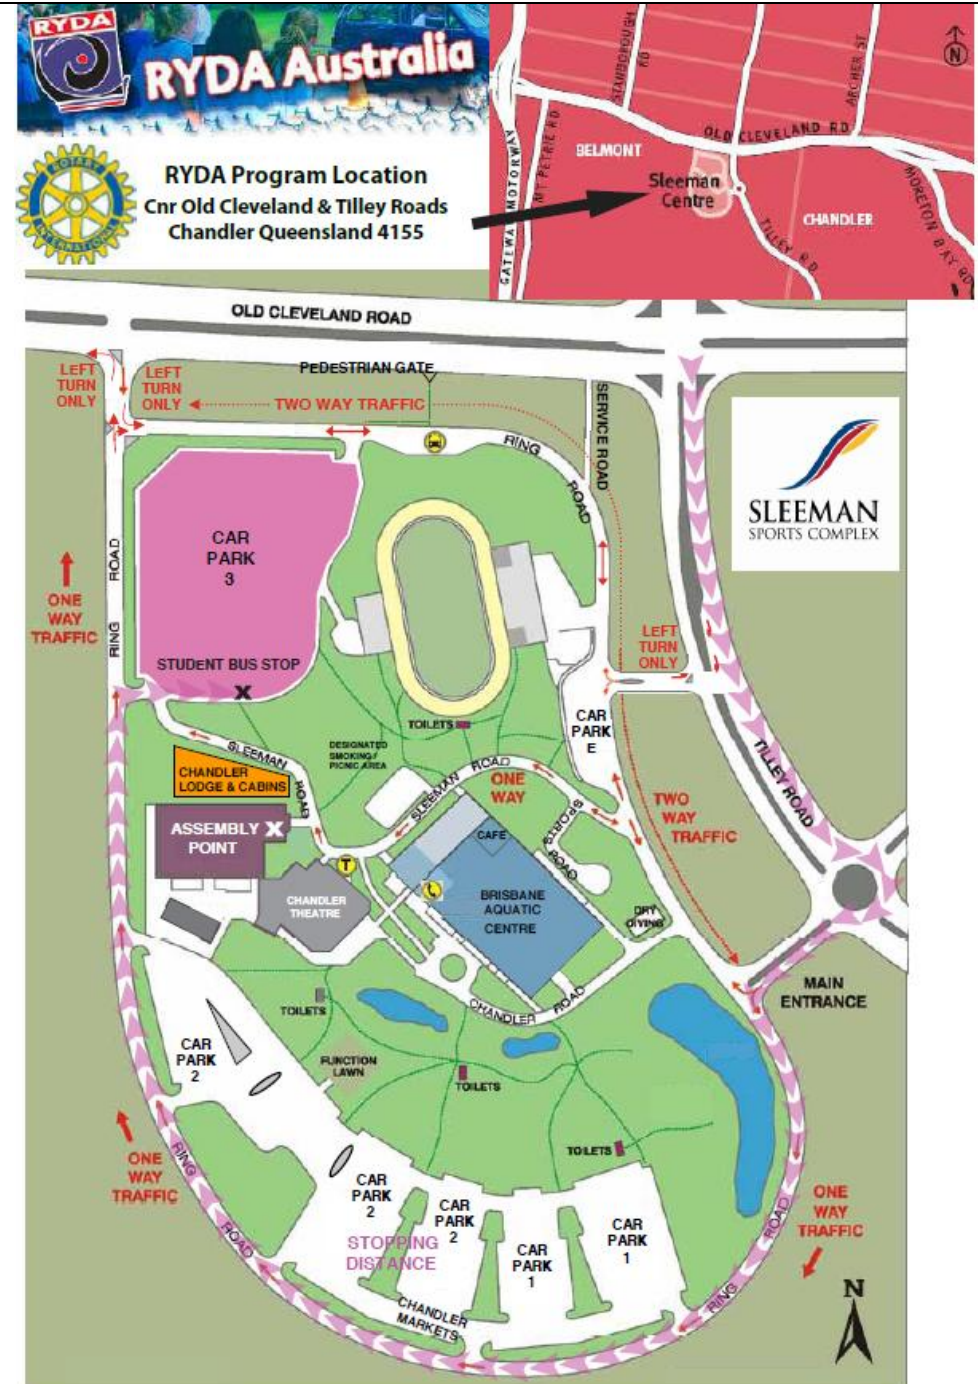 RYDA
RYDA Australia
ROTARY
INTERNATIONAL
RYDA Program Location
Cnr Old Cleveland & Tilley Roads
Chandler Queensland 4155
GATEWAY MOTORWAY
MT PETRIE RD
STANBOROUGH
RD
ARCHER ST
OLD CLEVELAND RD
BELMONT
Sleeman
Centre
CHANDLER
TILLEY RD
MORETON BAY RD
N
OLD CLEVELAND ROAD
PEDESTRIAN GATE
LEFT
TURN
ONLY
LEFT
TURN
ONLY
TWO WAY TRAFFIC
RING
ROAD
SERVICE ROAD
SLEEMAN
SPORTS COMPLEX
CAR
PARK
3
RING ROAD
ONE
WAY
TRAFFIC
STUDENT BUS STOP
X
LEFT
TURN
ONLY
CAR
PARK
E
TOILETS
DESIGNATED
SMOKING/
PICNIC AREA
SLEEMAN
ROAD
SLEEMAN ROAD
ONE
WAY
TILLEY ROAD
TWO
WAY
TRAFFIC
CHANDLER
LODGE & CABINS
ASSEMBLY X
POINT
T
CAFE
SPORTS
ROAD
CHANDLER
THEATRE
BRISBANE
AQUATIC
CENTRE
DRY
DIVING
MAIN
ENTRANCE
CHANDLER ROAD
TOILETS
CAR
PARK
2
FUNCTION
LAWN
TOILETS
TOILETS
ONE
WAY
TRAFFIC
RING
ROAD
CAR
PARK
2
CAR
PARK
2
CAR
PARK
1
CAR
PARK
1
STOPPING
DISTANCE
CHANDLER
MARKETS
RING
ROAD
ONE
WAY
TRAFFIC
N